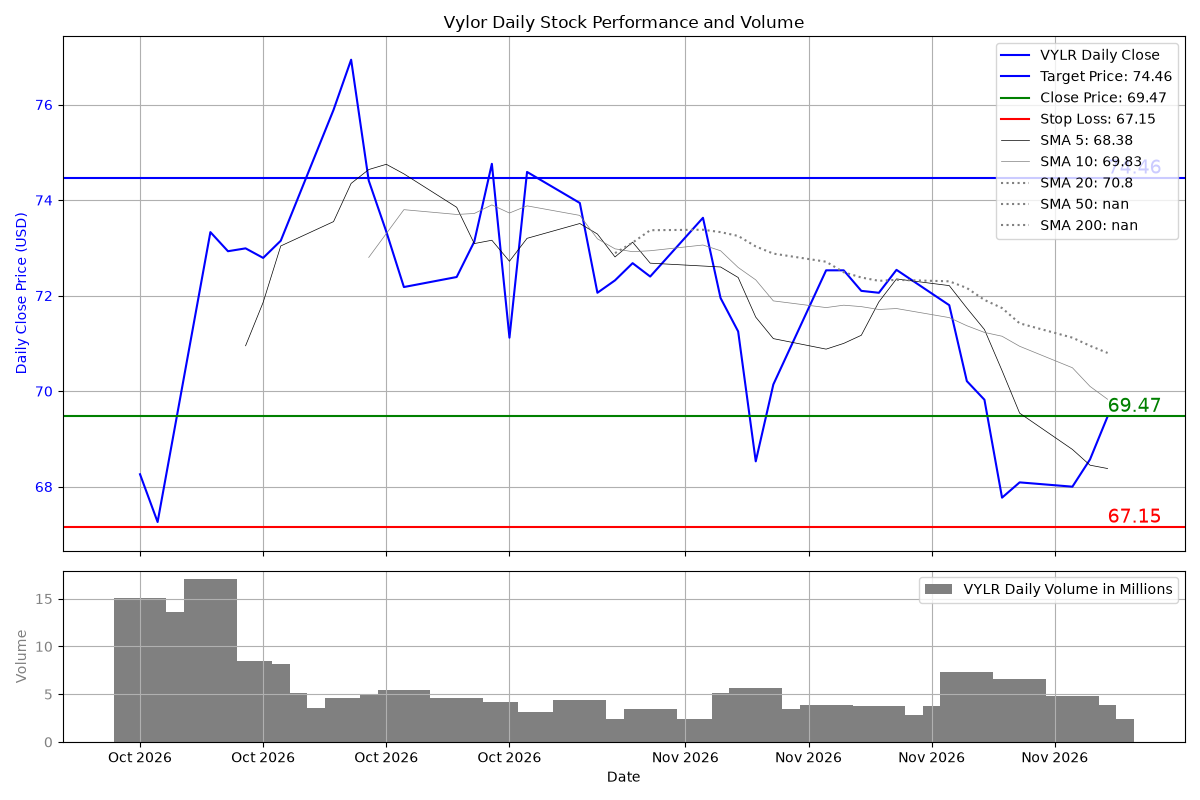 Vylor Daily Stock Performance and Volume
Daily Close Price (USD)
76
74
72
70
68
VYLR Daily Close
Target Price: 74.46
Close Price: 69.47
Stop Loss: 67.15
SMA 5: 68.38
SMA 10: 69.83
SMA 20: 70.8
SMA 50: nan
SMA 200: nan
74.46
69.47
67.15
Volume
15
10
5
0
VYLR Daily Volume in Millions
Oct 2026 Oct 2026 Oct 2026 Oct 2026 Nov 2026 Nov 2026 Nov 2026 Nov 2026
Date